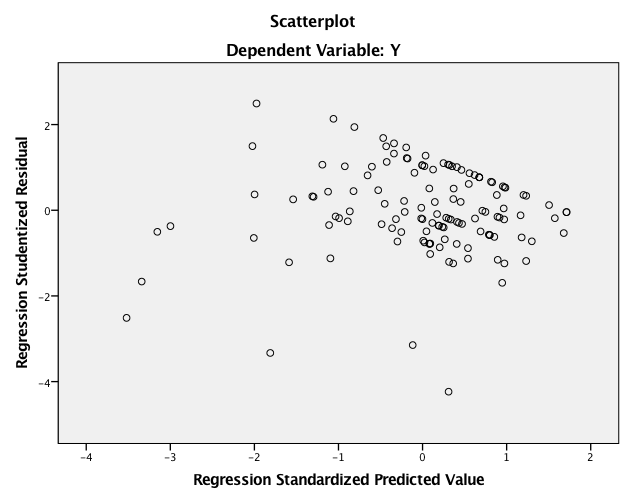 Scatterplot
Dependent Variable: Y
Regression Studentized Residual
2
0
−2
−4
−4
−3
−2
−1
0
1
2
Regression Standardized Predicted Value